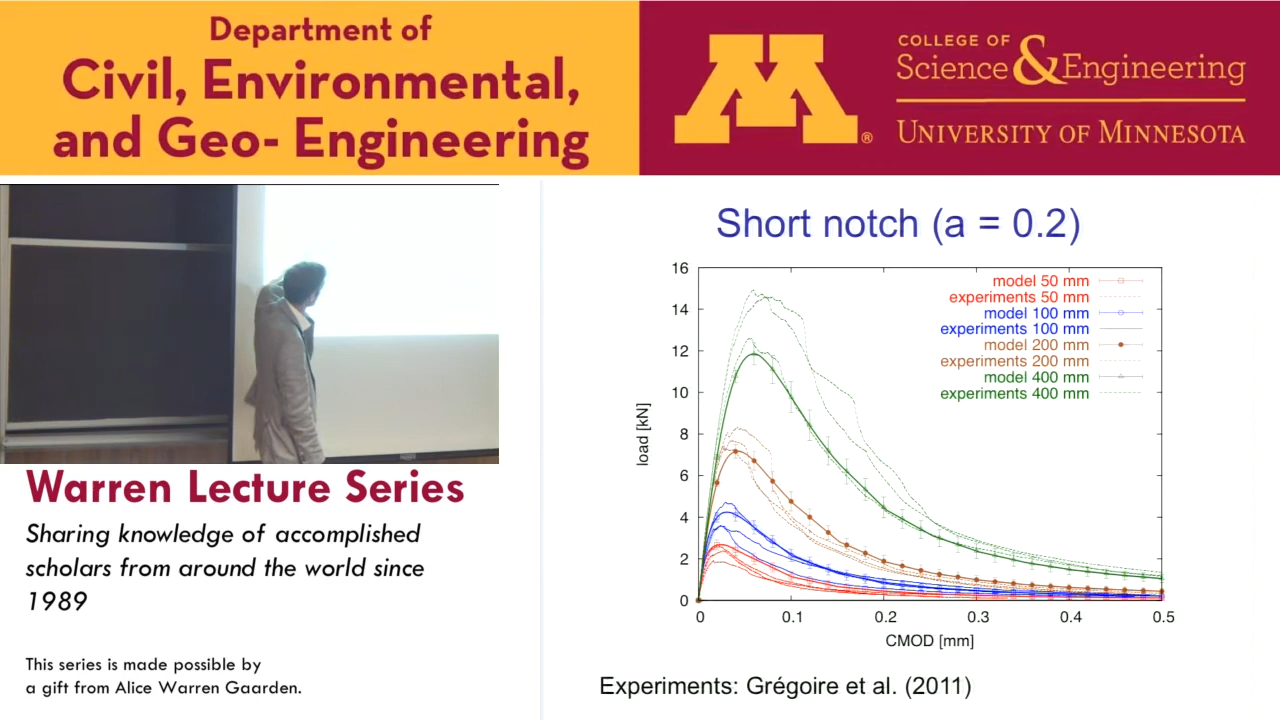 Department of
Civil, Environmental,
and Geo- Engineering
M
®
COLLEGE OF
Science & Engineering
UNIVERSITY OF MINNESOTA
Warren Lecture Series
Sharing knowledge of accomplished
scholars from around the world since
1989
This series is made possible by
a gift from Alice Warren Gaarden.
Short notch (a = 0.2)
16
14
12
10
8
6
4
2
0
load [kN]
model 50 mm
experiments 50 mm
model 100 mm
experiments 100 mm
model 200 mm
experiments 200 mm
model 400 mm
experiments 400 mm
0 0.1 0.2 0.3 0.4 0.5
CMOD [mm]
Experiments: Grégoire et al. (2011)